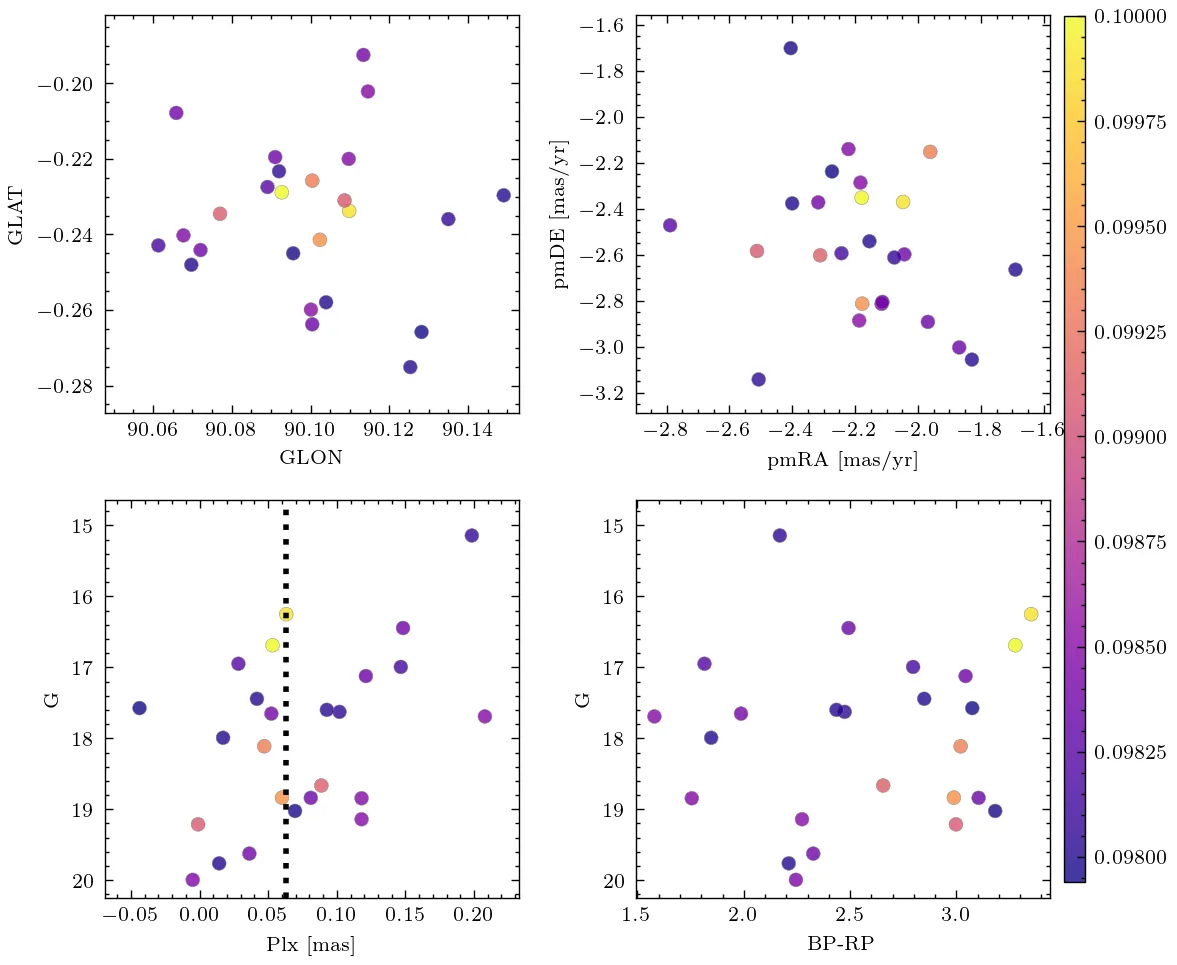 −0.20
−0.22
−0.24
−0.26
−0.28
GLAT
90.06 90.08 90.10 90.12 90.14
GLON
−1.6
−1.8
−2.0
−2.2
−2.4
−2.6
−2.8
−3.0
−3.2
pmDE [mas/yr]
−2.8 −2.6 −2.4 −2.2 −2.0 −1.8 −1.6
pmRA [mas/yr]
15
16
17
18
19
20
G
−0.05 0.00 0.05 0.10 0.15 0.20
Plx [mas]
15
16
17
18
19
20
G
1.5 2.0 2.5 3.0
BP-RP
0.10000
0.09975
0.09950
0.09925
0.09900
0.09875
0.09850
0.09825
0.09800